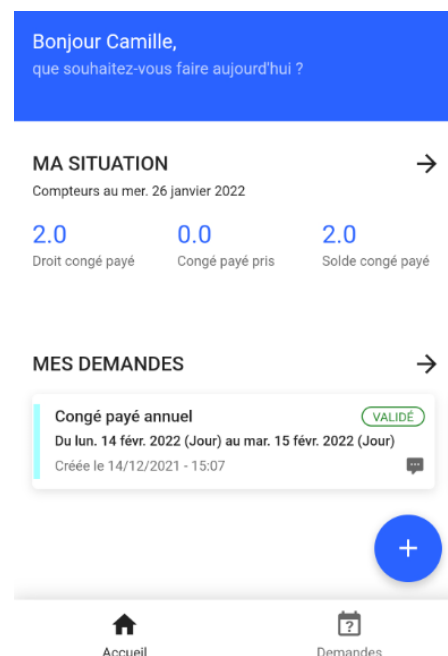 Bonjour Camille,
que souhaitez-vous faire aujourd'hui ?
MA SITUATION
Compteurs au mer. 26 janvier 2022
2.0 0.0 2.0
Droit congé payé Congé payé pris Solde congé payé
MES DEMANDES
Congé payé annuel VALIDÉ
Du lun. 14 févr. 2022 (Jour) au mar. 15 févr. 2022 (Jour)
Créée le 14/12/2021 - 15:07
Accueil Demandes